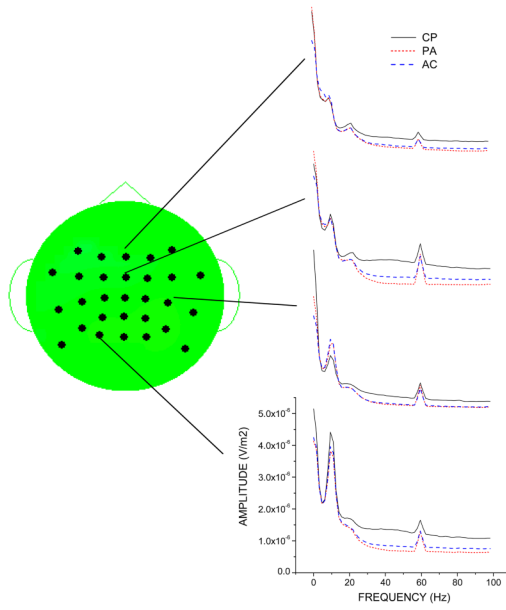 CP
PA
AC
5.0x10⁻⁶
4.0x10⁻⁶
3.0x10⁻⁶
2.0x10⁻⁶
1.0x10⁻⁶
0.0
AMPLITUDE (V/m2)
0 20 40 60 80 100
FREQUENCY (Hz)